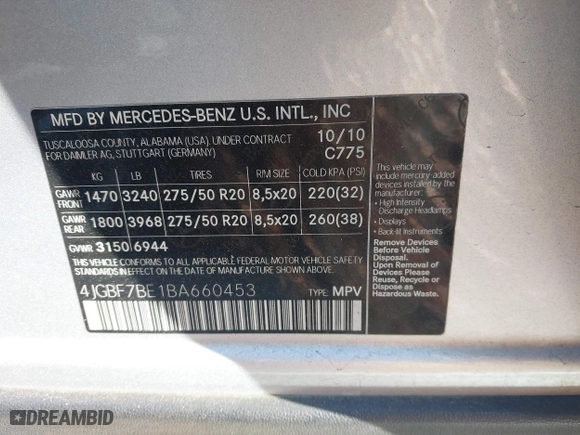 MFD BY MERCEDES-BENZ U.S. INTL., INC
TUSCALOOSA COUNTY, ALABAMA (USA). UNDER CONTRACT 10/10
FOR DAIMLER AG, STUTTGART (GERMANY) C775
KG LB TIRES RIM SIZE COLD KPA (PSI)
GAWR FRONT 1470 3240 275/50 R20 8,5x20 220(32)
GAWR REAR 1800 3968 275/50 R20 8,5x20 260(38)
GVWR 3150 6944
THIS VEHICLE CONFORMS TO ALL APPLICABLE FEDERAL MOTOR VEHICLE SAFETY
STANDARDS IN EFFECT ON THE DATE OF MANUFACTURE SHOWN ABOVE.
4JGBF7BE1BA660453 TYPE: MPV
This vehicle may
include mercury-added
devices installed by the
manufacturer:
• High Intensity
Discharge Headlamps
• Displays
• Back-lit Instruments
Remove Devices
Before Vehicle
Disposal.
Upon Removal of
Devices Please
Reuse, Recycle or
Dispose as
Hazardous Waste.
DREAMBID